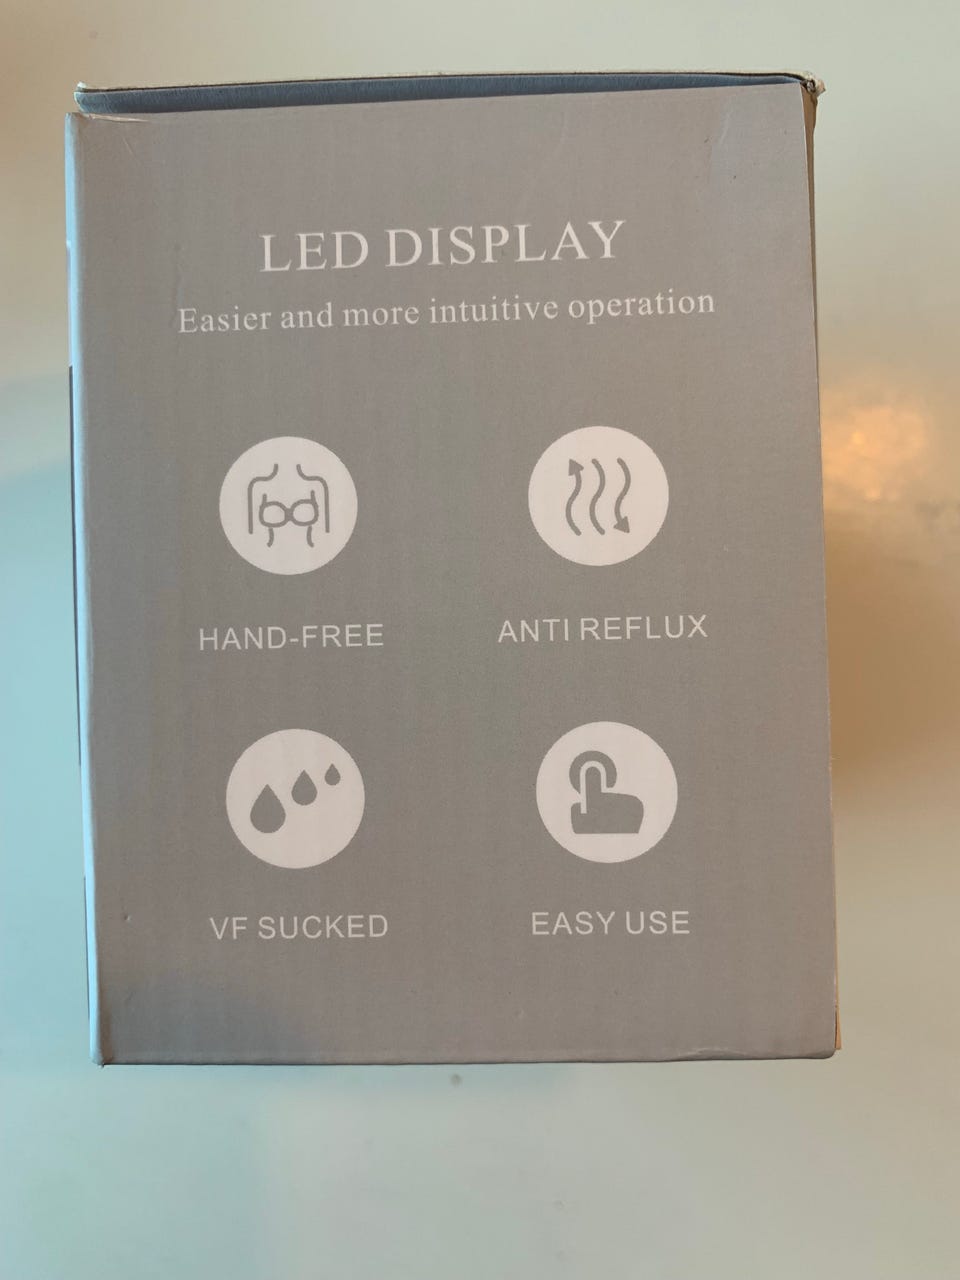 LED DISPLAY
Easier and more intuitive operation
HAND-FREE
ANTI REFLUX
VF SUCKED
EASY USE